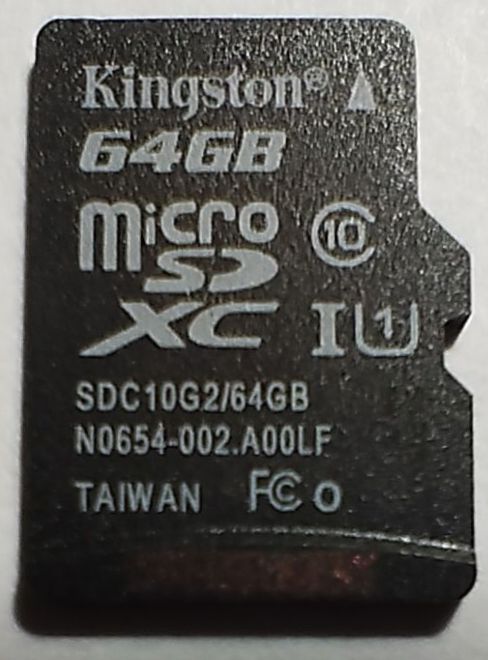 Kingston®
64GB
micro
SD
XC
10
I 1
SDC10G2/64GB
N0654-002.A00LF
TAIWAN FC O